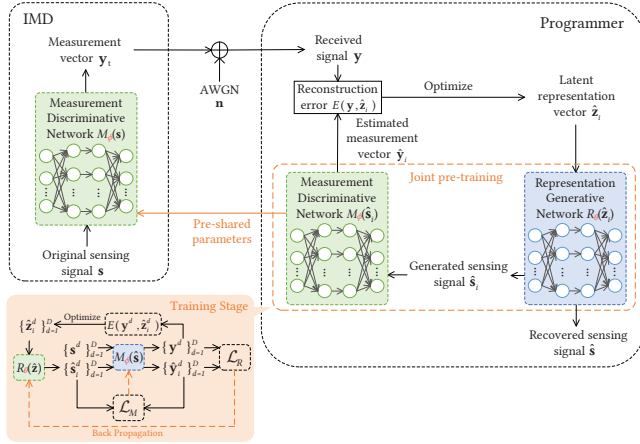 IMD
Programmer
Measurement
vector y_t
AWGN
n
Received
signal y
Measurement
Discriminative
Network M_ϕ(s)
Original sensing
signal s
Reconstruction
error E(y, ẑ_i)
Optimize
Latent
representation
vector ẑ_i
Estimated
measurement
vector ŷ_i
Joint pre-training
Measurement
Discriminative
Network M_ϕ(ŝ_i)
Representation
Generative
Network R_ϕ(ẑ_i)
Pre-shared
parameters
Generated sensing
signal ŝ_i
Recovered sensing
signal ŝ
Training Stage
{ẑ_i^d}_{d=1}^D
Optimize
E(y^d, ẑ_i^d)
R_ϕ(ẑ)
{s^d}_{d=1}^D
{ŝ_i^d}_{d=1}^D
M_ϕ(ŝ)
{y^d}_{d=1}^D
{ŷ_i^d}_{d=1}^D
ℒ_R
ℒ_M
Back Propagation